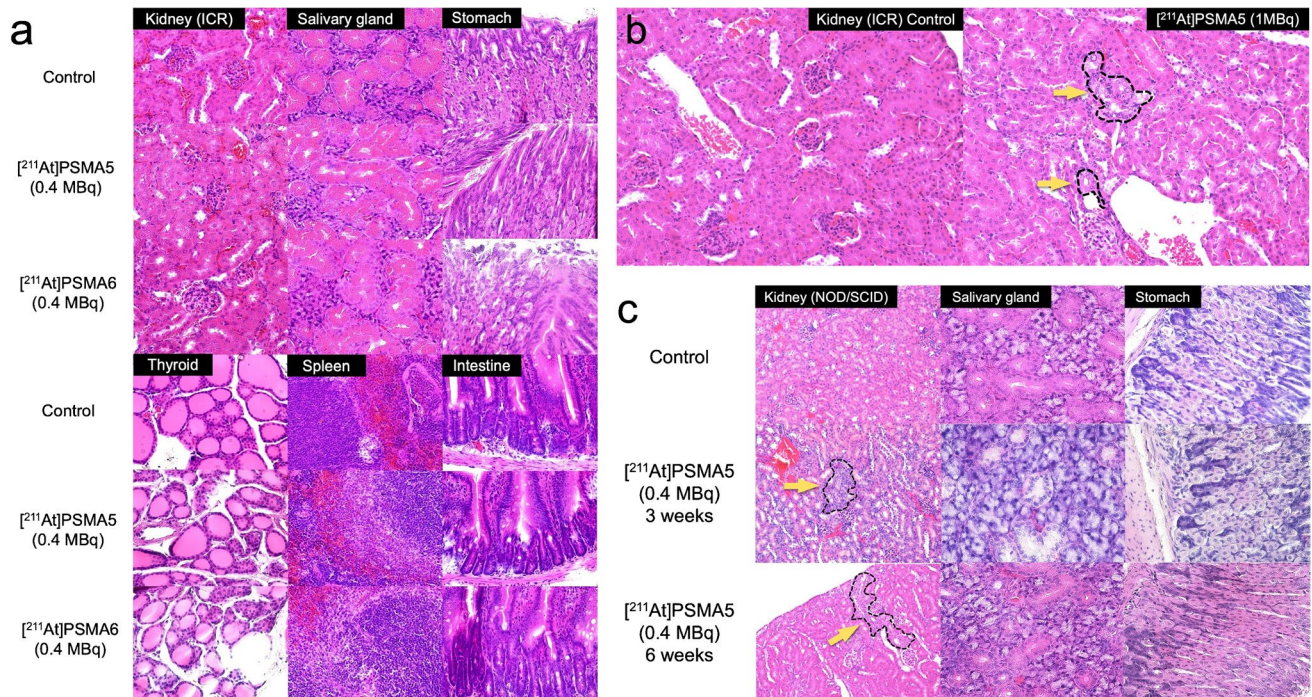 a
Kidney (ICR) Salivary gland Stomach
Control
[²¹¹At]PSMA5
(0.4 MBq)
[²¹¹At]PSMA6
(0.4 MBq)
Thyroid Spleen Intestine
Control
[²¹¹At]PSMA5
(0.4 MBq)
[²¹¹At]PSMA6
(0.4 MBq)
b
Kidney (ICR) Control [²¹¹At]PSMA5 (1MBq)
c
Kidney (NOD/SCID) Salivary gland Stomach
Control
[²¹¹At]PSMA5
(0.4 MBq)
3 weeks
[²¹¹At]PSMA5
(0.4 MBq)
6 weeks